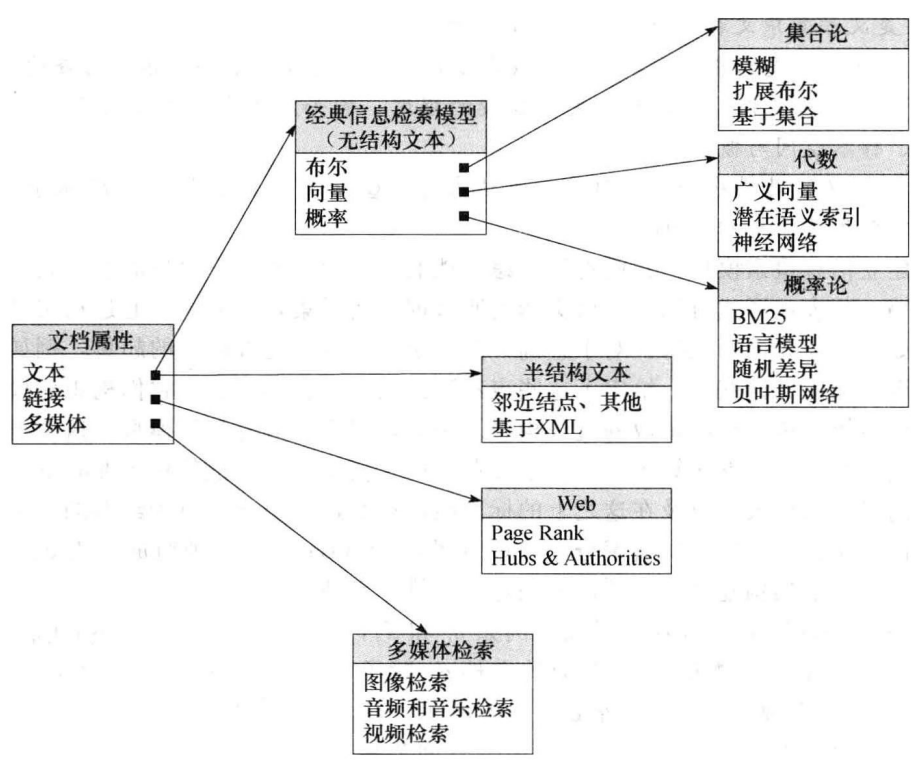 集合论
模糊
扩展布尔
基于集合
经典信息检索模型
（无结构文本）
布尔
向量
概率
代数
广义向量
潜在语义索引
神经网络
概率论
BM25
语言模型
随机差异
贝叶斯网络
文档属性
文本
链接
多媒体
半结构文本
邻近结点、其他
基于XML
Web
Page Rank
Hubs & Authorities
多媒体检索
图像检索
音频和音乐检索
视频检索